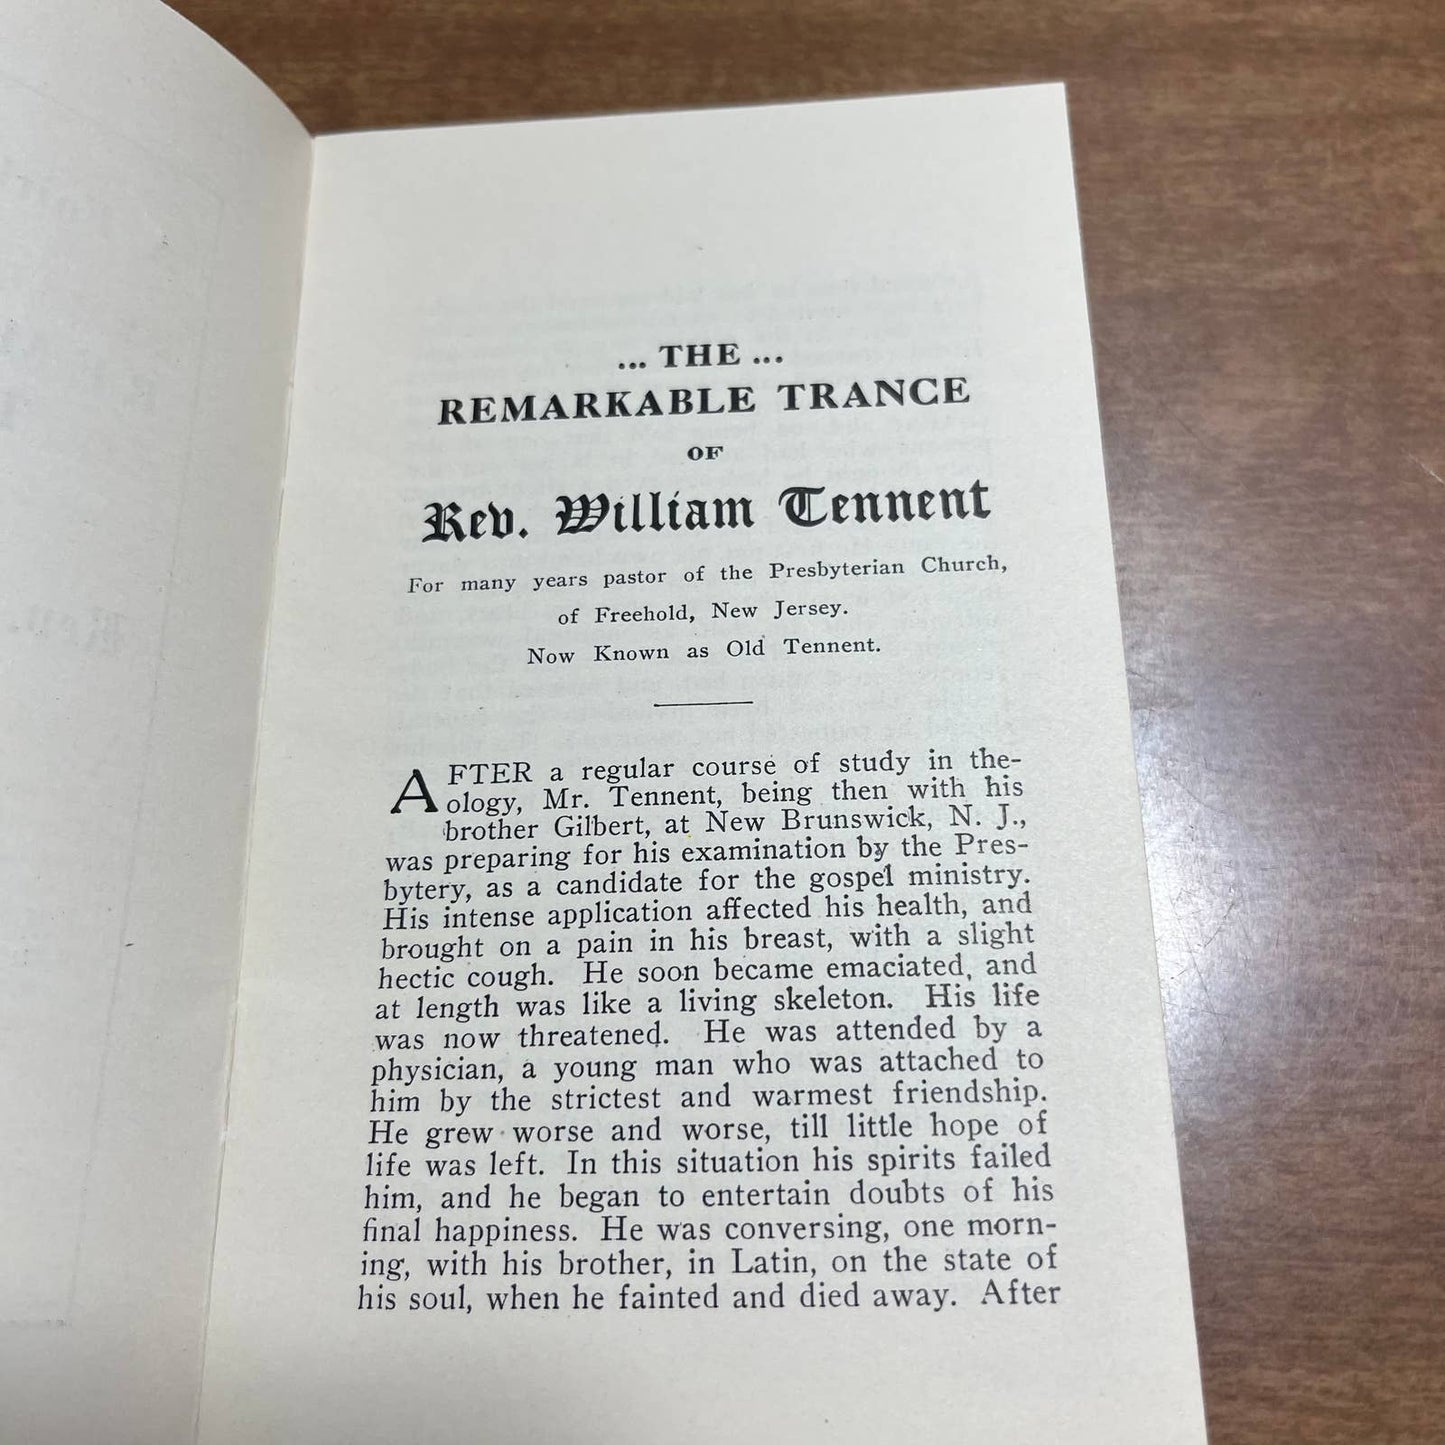 ... THE ...
REMARKABLE TRANCE
OF
Rev. William Tennent
For many years pastor of the Presbyterian Church,
of Freehold, New Jersey.
Now Known as Old Tennent.
AFTER a regular course of study in the-
ology, Mr. Tennent, being then with his
brother Gilbert, at New Brunswick, N. J.,
was preparing for his examination by the Pres-
bytery, as a candidate for the gospel ministry.
His intense application affected his health, and
brought on a pain in his breast, with a slight
hectic cough. He soon became emaciated, and
at length was like a living skeleton. His life
was now threatened. He was attended by a
physician, a young man who was attached to
him by the strictest and warmest friendship.
He grew worse and worse, till little hope of
life was left. In this situation his spirits failed
him, and he began to entertain doubts of his
final happiness. He was conversing, one morn-
ing, with his brother, in Latin, on the state of
his soul, when he fainted and died away. After